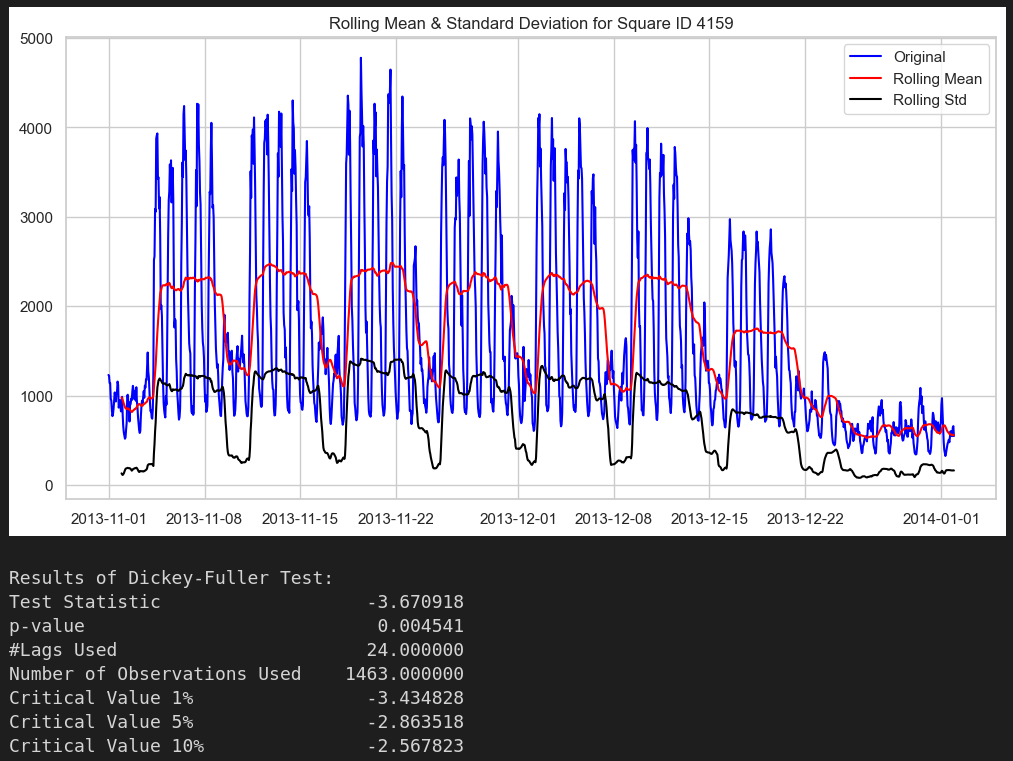 Rolling Mean & Standard Deviation for Square ID 4159
5000
4000
3000
2000
1000
0
Original
Rolling Mean
Rolling Std
2013-11-01 2013-11-08 2013-11-15 2013-11-22 2013-12-01 2013-12-08 2013-12-15 2013-12-22 2014-01-01
Results of Dickey-Fuller Test:
Test Statistic -3.670918
p-value 0.004541
#Lags Used 24.000000
Number of Observations Used 1463.000000
Critical Value 1% -3.434828
Critical Value 5% -2.863518
Critical Value 10% -2.567823